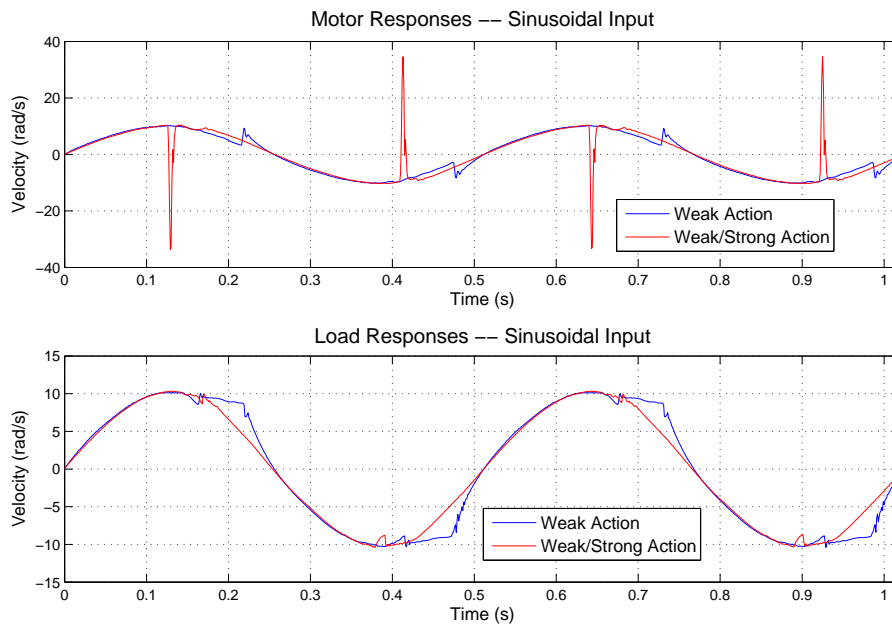 Motor Responses −− Sinusoidal Input
40
20
0
−20
−40
Velocity (rad/s)
0 0.1 0.2 0.3 0.4 0.5 0.6 0.7 0.8 0.9 1
Time (s)
Weak Action
Weak/Strong Action
Load Responses −− Sinusoidal Input
15
10
5
0
−5
−10
−15
Velocity (rad/s)
0 0.1 0.2 0.3 0.4 0.5 0.6 0.7 0.8 0.9 1
Time (s)
Weak Action
Weak/Strong Action